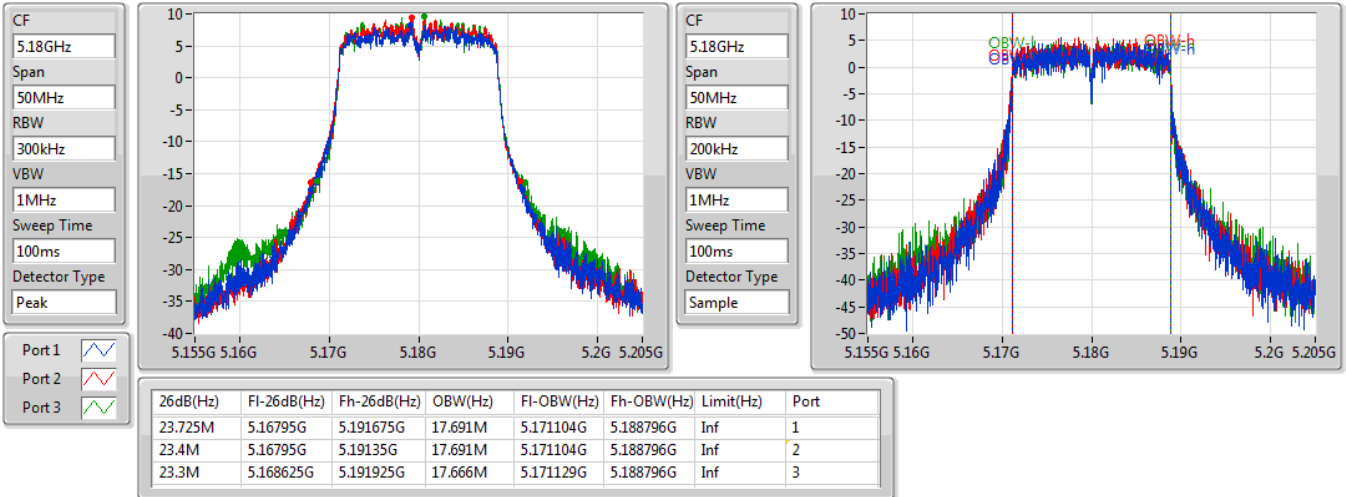 CF
5.18GHz
Span
50MHz
RBW
300kHz
VBW
1MHz
Sweep Time
100ms
Detector Type
Peak
10
5
0
-5
-10
-15
-20
-25
-30
-35
-40
5.155G 5.16G 5.17G 5.18G 5.19G 5.2G 5.205G
CF
5.18GHz
Span
50MHz
RBW
200kHz
VBW
1MHz
Sweep Time
100ms
Detector Type
Sample
10
5
0
-5
-10
-15
-20
-25
-30
-35
-40
-45
-50
OBW-h
5.155G 5.16G 5.17G 5.18G 5.19G 5.2G 5.205G
Port 1
Port 2
Port 3
26dB(Hz) Fl-26dB(Hz) Fh-26dB(Hz) OBW(Hz) Fl-OBW(Hz) Fh-OBW(Hz) Limit(Hz) Port
23.725M 5.16795G 5.191675G 17.691M 5.171104G 5.188796G Inf 1
23.4M 5.16795G 5.19135G 17.691M 5.171104G 5.188796G Inf 2
23.3M 5.168625G 5.191925G 17.666M 5.171129G 5.188796G Inf 3